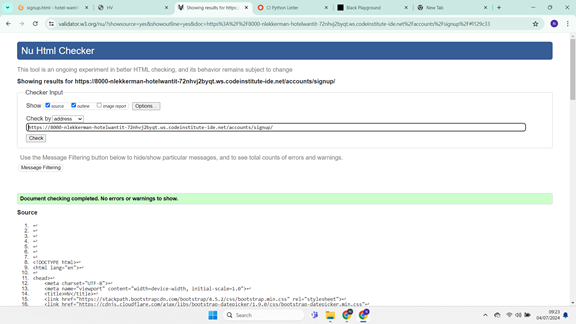 signup.html - hotel-wanti
HV
Showing results for https:
CI Python Letter
Black Playground
New Tab
validator.w3.org/nu/?showsource=yes&showoutline=yes&doc=https%3A%2F%2F8000-nlekkerman-hotelwantit-72nhvj2byqt.ws.codeinstitute-ide.net%2Faccounts%2Fsignup%2F#l129c33
Nu Html Checker
This tool is an ongoing experiment in better HTML checking, and its behavior remains subject to change
Showing results for https://8000-nlekkerman-hotelwantit-72nhvj2byqt.ws.codeinstitute-ide.net/accounts/signup/
Checker Input
Show source outline image report Options...
Check by address
https://8000-nlekkerman-hotelwantit-72nhvj2byqt.ws.codeinstitute-ide.net/accounts/signup/
Check
Use the Message Filtering button below to hide/show particular messages, and to see total counts of errors and warnings.
Message Filtering
Document checking completed. No errors or warnings to show.
Source
1. ↩
2. ↩
3. ↩
4. ↩
5. ↩
6. ↩
7. ↩
8. <!DOCTYPE html>↩
9. <html lang="en">↩
10. ↩
11. <head>↩
12. <meta charset="UTF-8">↩
13. <meta name="viewport" content="width=device-width, initial-scale=1.0">↩
14. <title>HV</title>↩
15. <link href="https://stackpath.bootstrapcdn.com/bootstrap/4.5.2/css/bootstrap.min.css" rel="stylesheet">↩
16. <link href="https://cdnjs.cloudflare.com/ajax/libs/bootstrap-datepicker/1.9.0/css/bootstrap-datepicker.min.css"↩
Search
09:23
04/07/2024